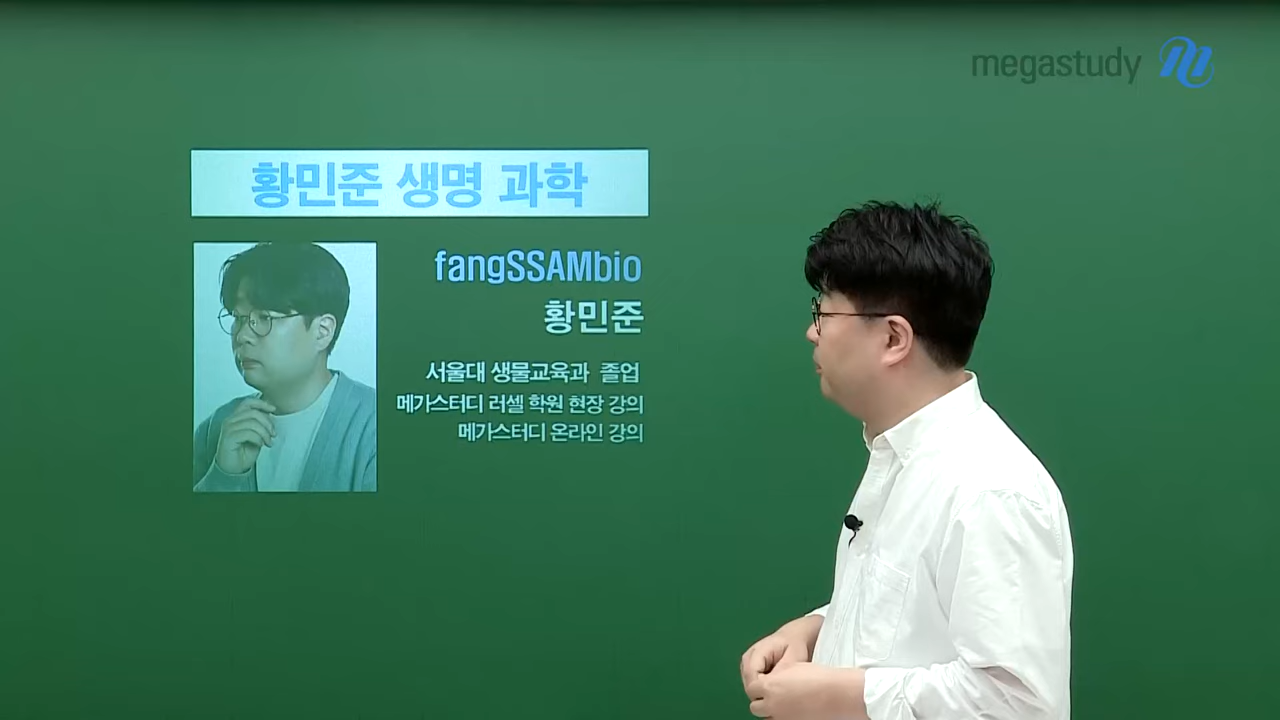 megastudy
황민준 생명 과학
fangSSAMbio
황민준
서울대 생물교육과 졸업
메가스터디 러셀 학원 현장 강의
메가스터디 온라인 강의